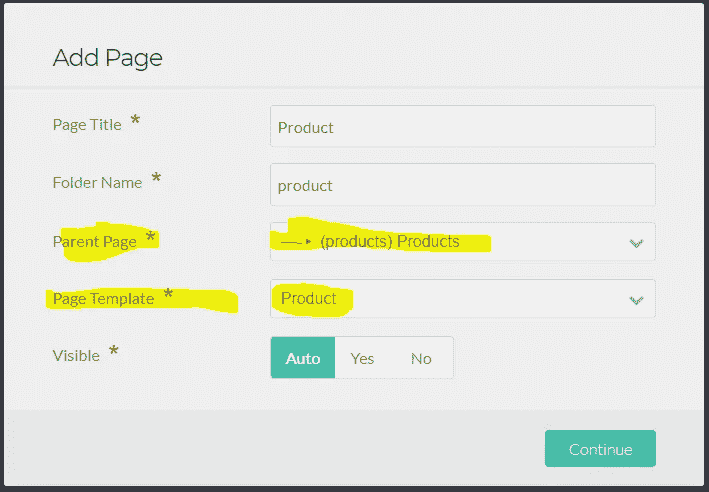 Add Page
Page Title *
Product
Folder Name *
product
Parent Page *
(products) Products
Page Template *
Product
Visible *
Auto Yes No
Continue